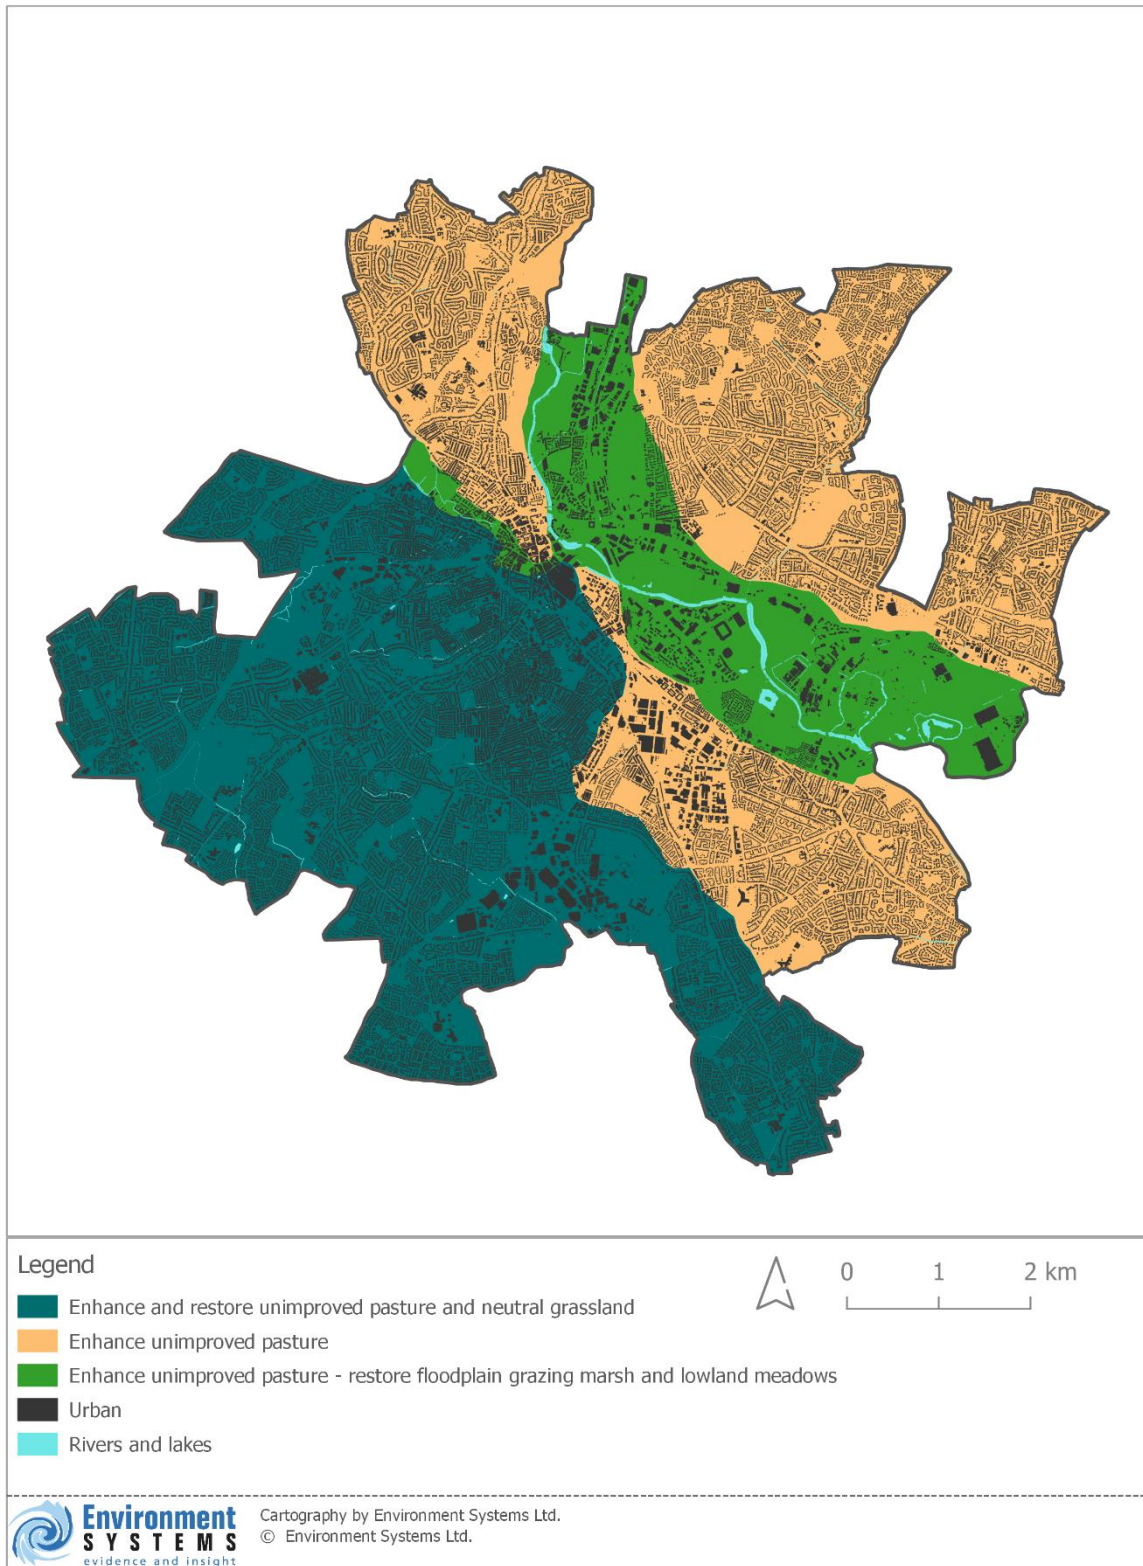 Legend
Enhance and restore unimproved pasture and neutral grassland
Enhance unimproved pasture
Enhance unimproved pasture - restore floodplain grazing marsh and lowland meadows
Urban
Rivers and lakes
0 1 2 km
Environment
SYSTEMS
evidence and insight
Cartography by Environment Systems Ltd.
© Environment Systems Ltd.